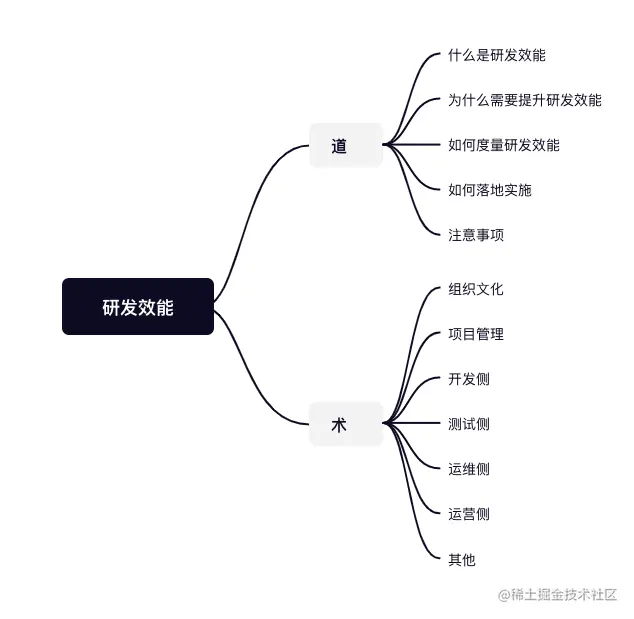 研发效能
道
什么是研发效能
为什么需要提升研发效能
如何度量研发效能
如何落地实施
注意事项
术
组织文化
项目管理
开发侧
测试侧
运维侧
运营侧
其他
@稀土掘金技术社区